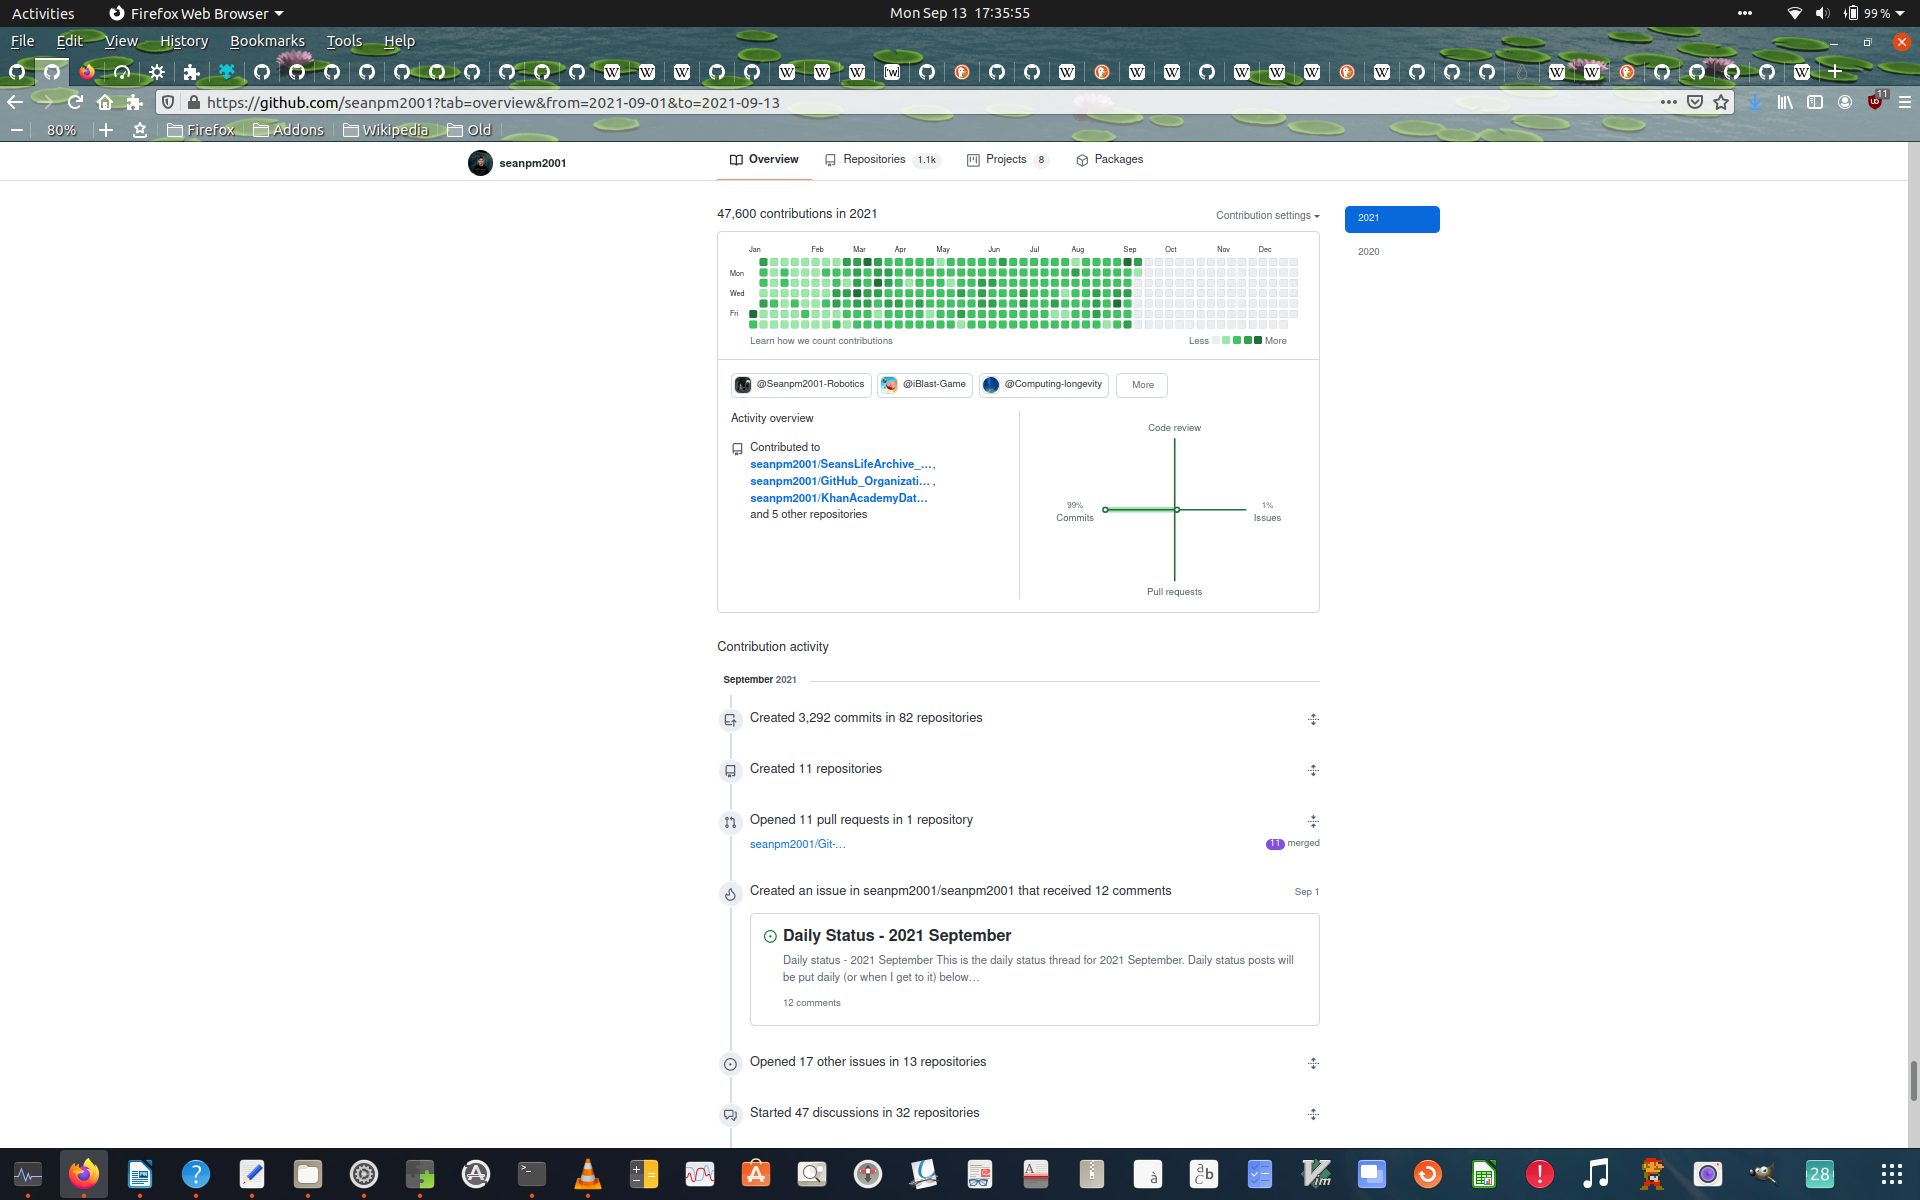 Activities
Firefox Web Browser
Mon Sep 13 17:35:55
99 %
File Edit View History Bookmarks Tools Help
https://github.com/seanpm2001?tab=overview&from=2021-09-01&to=2021-09-13
11
80%
Firefox
Addons
Wikipedia
Old
seanpm2001
Overview
Repositories 1.1k
Projects 8
Packages
47,600 contributions in 2021
Contribution settings
2021
2020
Jan Feb Mar Apr May Jun Jul Aug Sep Oct Nov Dec
Mon
Wed
Fri
Learn how we count contributions
Less
More
@Seanpm2001-Robotics
@iBlast-Game
@Computing-longevity
More
Activity overview
Contributed to
seanpm2001/SeansLifeArchive_…,
seanpm2001/GitHub_Organizati… ,
seanpm2001/KhanAcademyDat…
and 5 other repositories
Code review
99%
Commits
1%
Issues
Pull requests
Contribution activity
September 2021
Created 3,292 commits in 82 repositories
Created 11 repositories
Opened 11 pull requests in 1 repository
seanpm2001/Git-…
11 merged
Created an issue in seanpm2001/seanpm2001 that received 12 comments
Sep 1
Daily Status - 2021 September
Daily status - 2021 September This is the daily status thread for 2021 September. Daily status posts will
be put daily (or when I get to it) below…
12 comments
Opened 17 other issues in 13 repositories
Started 47 discussions in 32 repositories
28